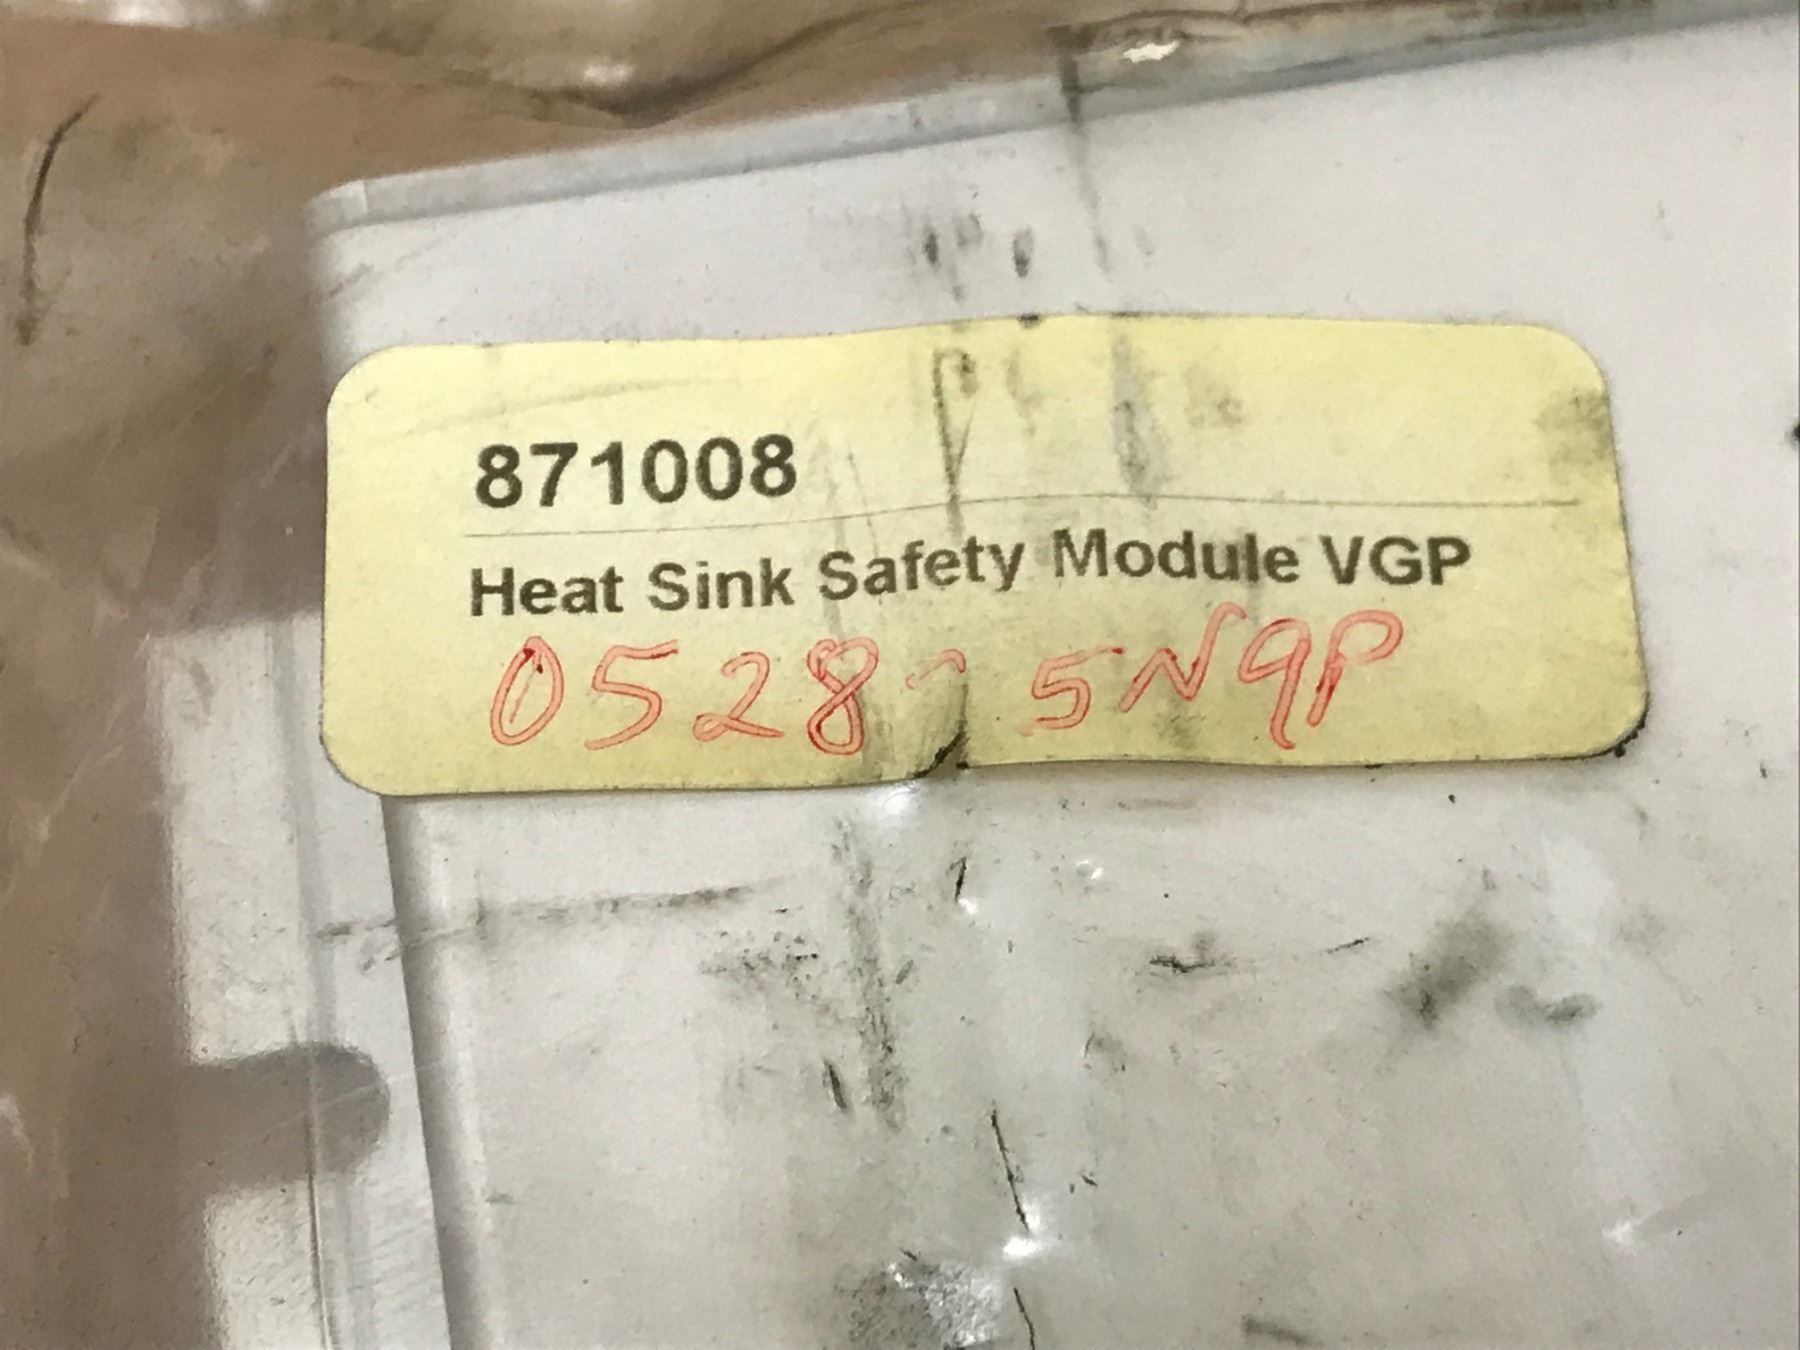 871008
Heat Sink Safety Module VGP
0528- 5N9P